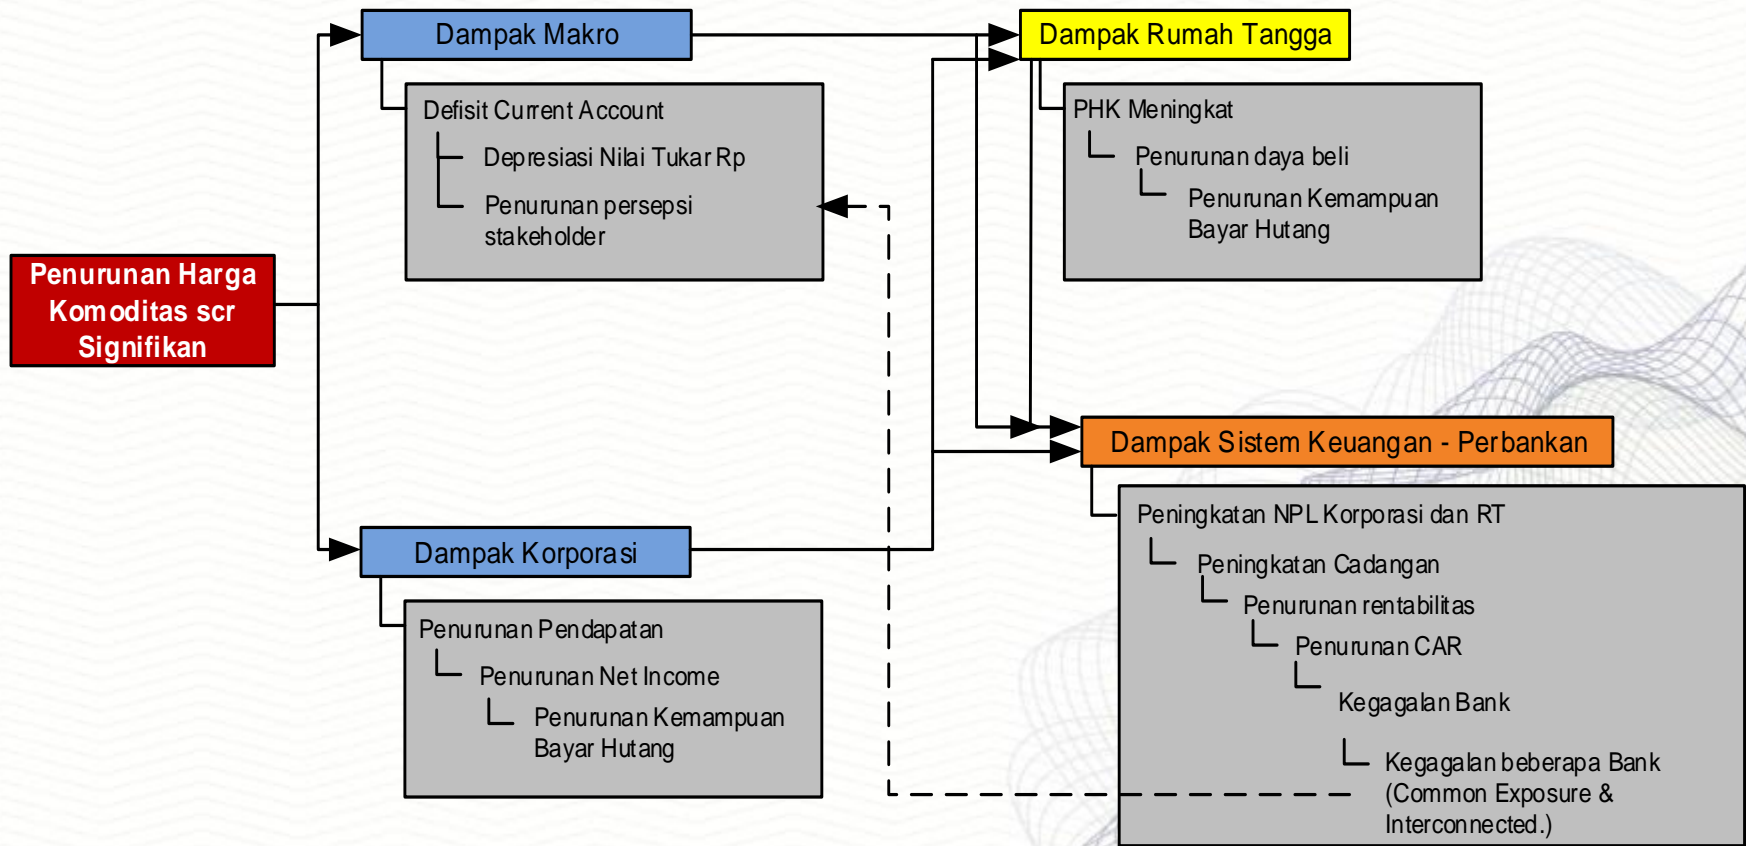 Penurunan Harga
Komoditas scr
Signifikan
Dampak Makro
Defisit Current Account
Depresiasi Nilai Tukar Rp
Penurunan persepsi
stakeholder
Dampak Korporasi
Penurunan Pendapatan
Penurunan Net Income
Penurunan Kemampuan
Bayar Hutang
Dampak Rumah Tangga
PHK Meningkat
Penurunan daya beli
Penurunan Kemampuan
Bayar Hutang
Dampak Sistem Keuangan - Perbankan
Peningkatan NPL Korporasi dan RT
Peningkatan Cadangan
Penurunan rentabilitas
Penurunan CAR
Kegagalan Bank
Kegagalan beberapa Bank
(Common Exposure &
Interconnected.)